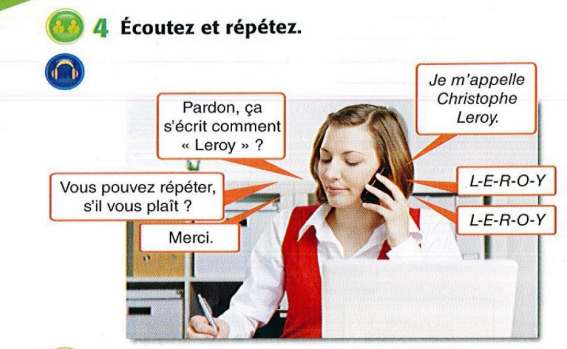 4 Écoutez et répétez.
Je m'appelle
Christophe
Leroy.
Pardon, ça
s'écrit comment
« Leroy » ?
L-E-R-O-Y
Vous pouvez répéter,
s'il vous plaît ?
L-E-R-O-Y
Merci.